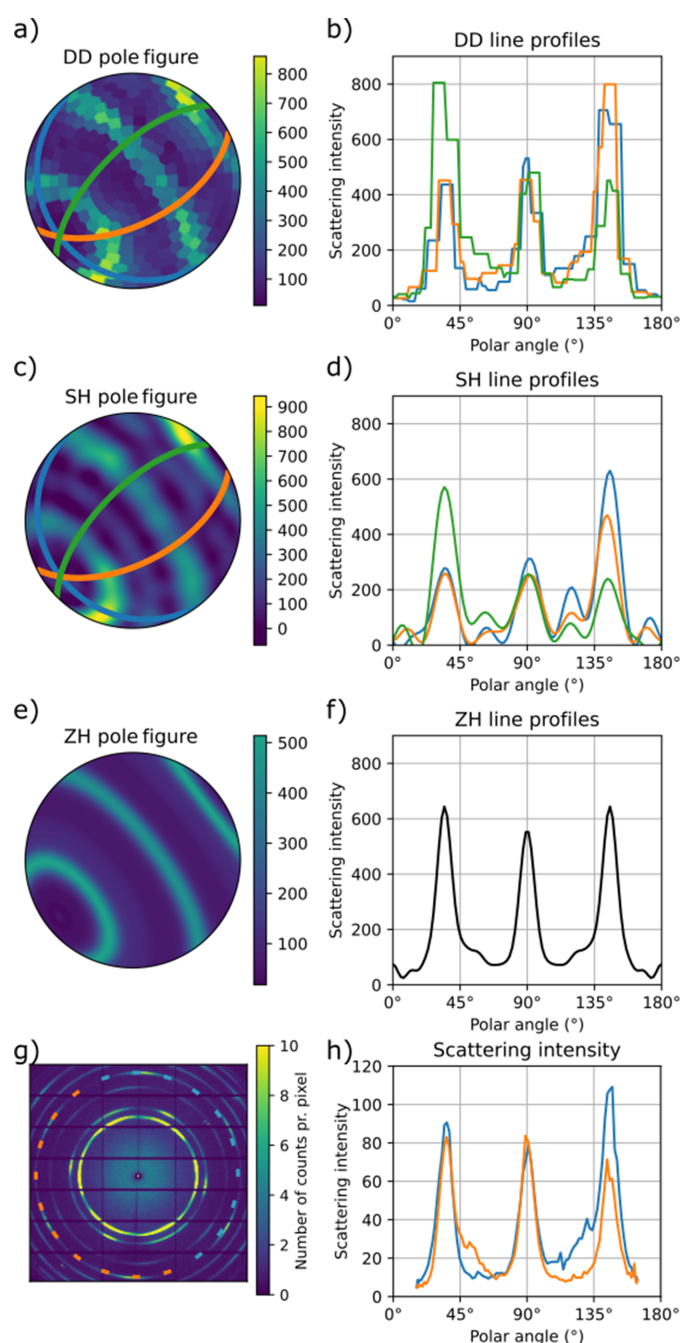 a)
DD pole figure
800
700
600
500
400
300
200
100
b)
DD line profiles
Scattering intensity
800
600
400
200
0
0° 45° 90° 135° 180°
Polar angle (°)
c)
SH pole figure
900
800
700
600
500
400
300
200
100
0
d)
SH line profiles
Scattering intensity
800
600
400
200
0
0° 45° 90° 135° 180°
Polar angle (°)
e)
ZH pole figure
500
400
300
200
100
f)
ZH line profiles
Scattering intensity
800
600
400
200
0
0° 45° 90° 135° 180°
Polar angle (°)
g)
10
8
6
4
2
0
Number of counts pr. pixel
h)
Scattering intensity
Scattering intensity
120
100
80
60
40
20
0
0° 45° 90° 135° 180°
Polar angle (°)